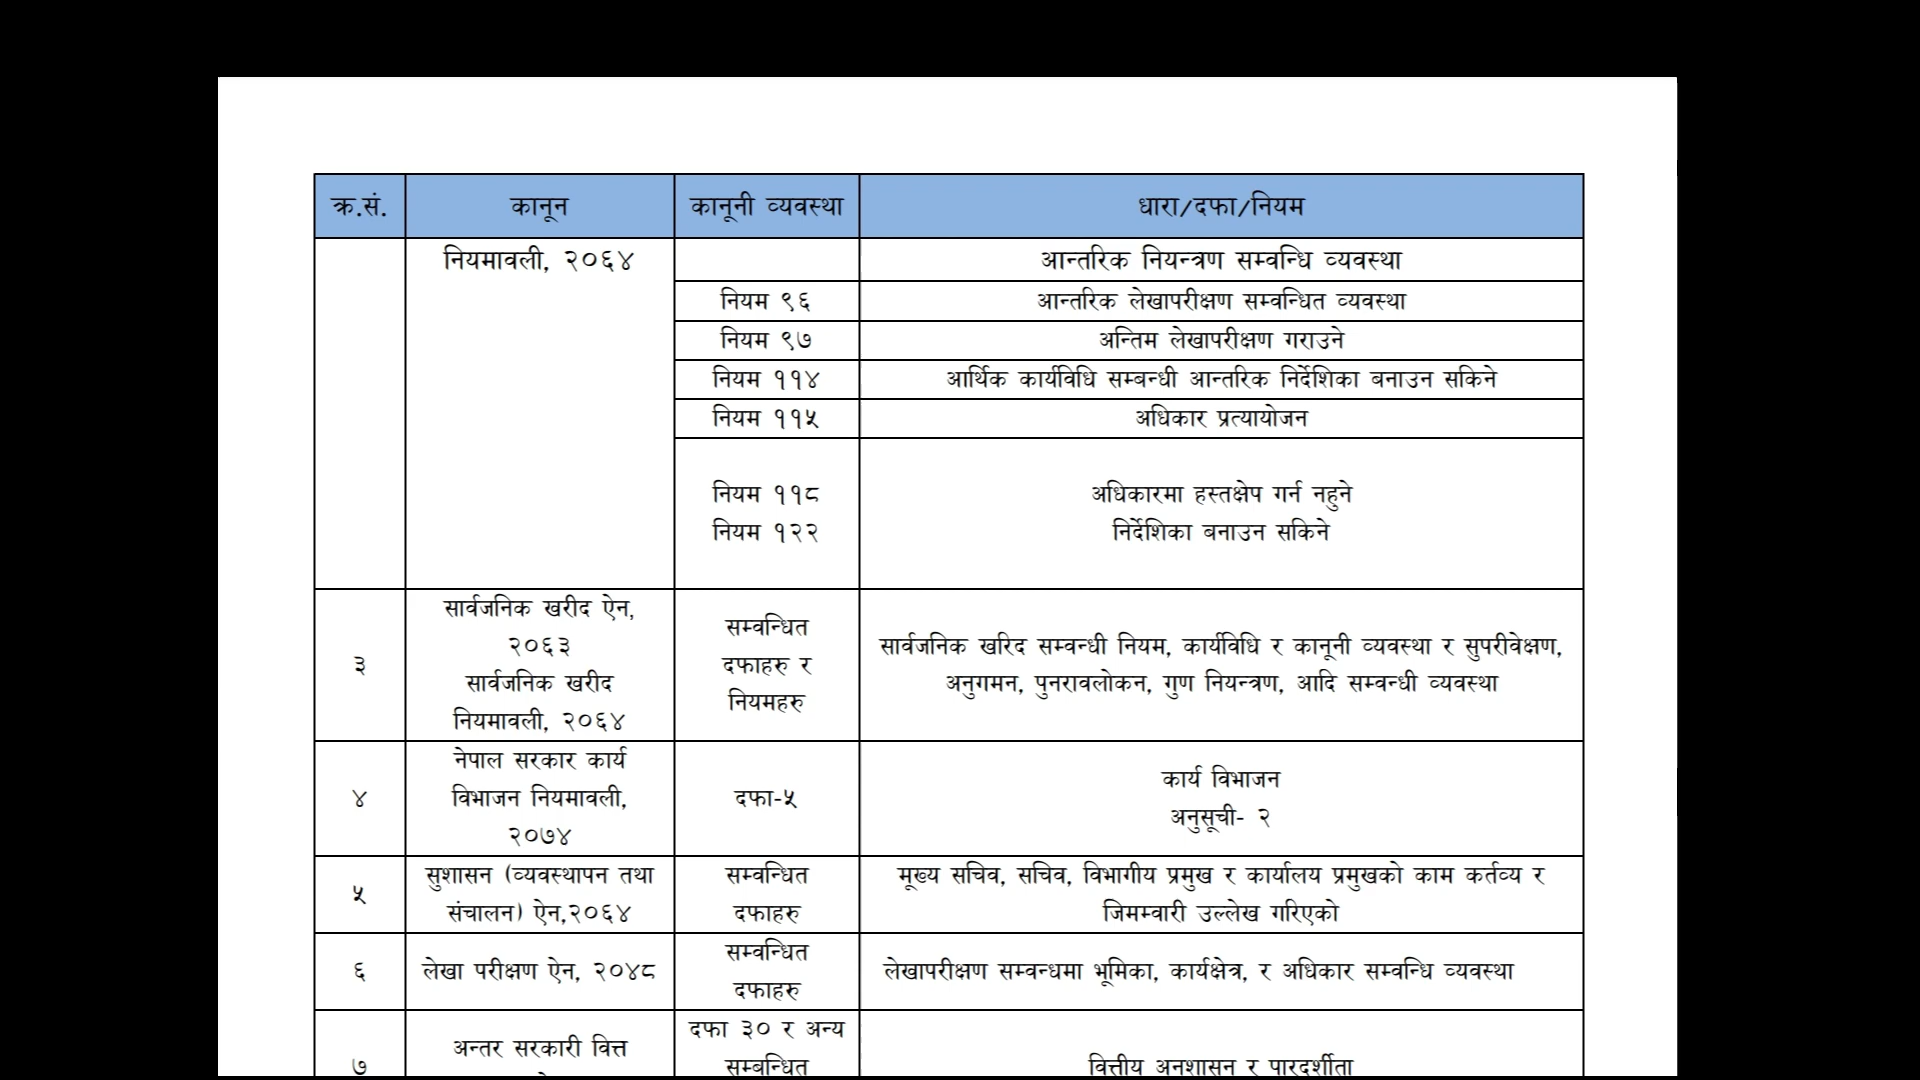 क्र.सं. कानून कानूनी व्यवस्था धारा/दफा/नियम
नियमावली, २०६४ आन्तरिक नियन्त्रण सम्वन्धि व्यवस्था
नियम ९६ आन्तरिक लेखापरीक्षण सम्वन्धित व्यवस्था
नियम ९७ अन्तिम लेखापरीक्षण गराउने
नियम ११४ आर्थिक कार्यविधि सम्बन्धी आन्तरिक निर्देशिका बनाउन सकिने
नियम ११५ अधिकार प्रत्यायोजन
नियम ११८ अधिकारमा हस्तक्षेप गर्न नहुने
नियम १२२ निर्देशिका बनाउन सकिने
३
सार्वजनिक खरीद ऐन,
२०६३
सार्वजनिक खरीद
नियमावली, २०६४
सम्वन्धित
दफाहरु र
नियमहरु
सार्वजनिक खरिद सम्वन्धी नियम, कार्यविधि र कानूनी व्यवस्था र सुपरीवेक्षण,
अनुगमन, पुनरावलोकन, गुण नियन्त्रण, आदि सम्वन्धी व्यवस्था
४
नेपाल सरकार कार्य
विभाजन नियमावली,
२०७४
दफा-५
कार्य विभाजन
अनुसूची- २
५
सुशासन (व्यवस्थापन तथा
संचालन) ऐन,२०६४
सम्वन्धित
दफाहरु
मूख्य सचिव, सचिव, विभागीय प्रमुख र कार्यालय प्रमुखको काम कर्तव्य र
जिमम्वारी उल्लेख गरिएको
६
लेखा परीक्षण ऐन, २०४८
सम्वन्धित
दफाहरु
लेखापरीक्षण सम्वन्धमा भूमिका, कार्यक्षेत्र, र अधिकार सम्वन्धि व्यवस्था
७
अन्तर सरकारी वित्त
दफा ३० र अन्य
सम्बन्धित
वित्तीय अनुशासन र पारदर्शीता